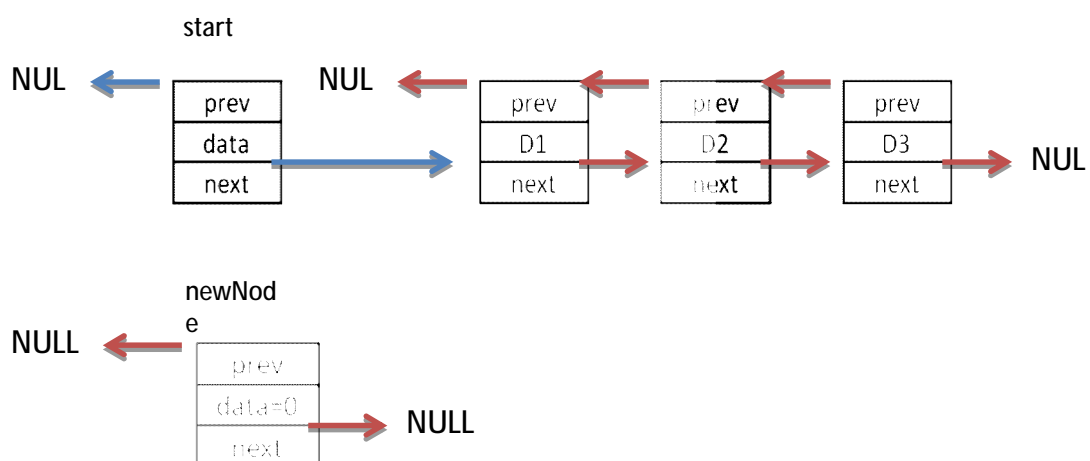 start
NUL
NUL
prev
prev
prev
prev
data
D1
D2
D3
next
next
next
next
NUL
newNod
e
NULL
prev
data=0
NULL
next